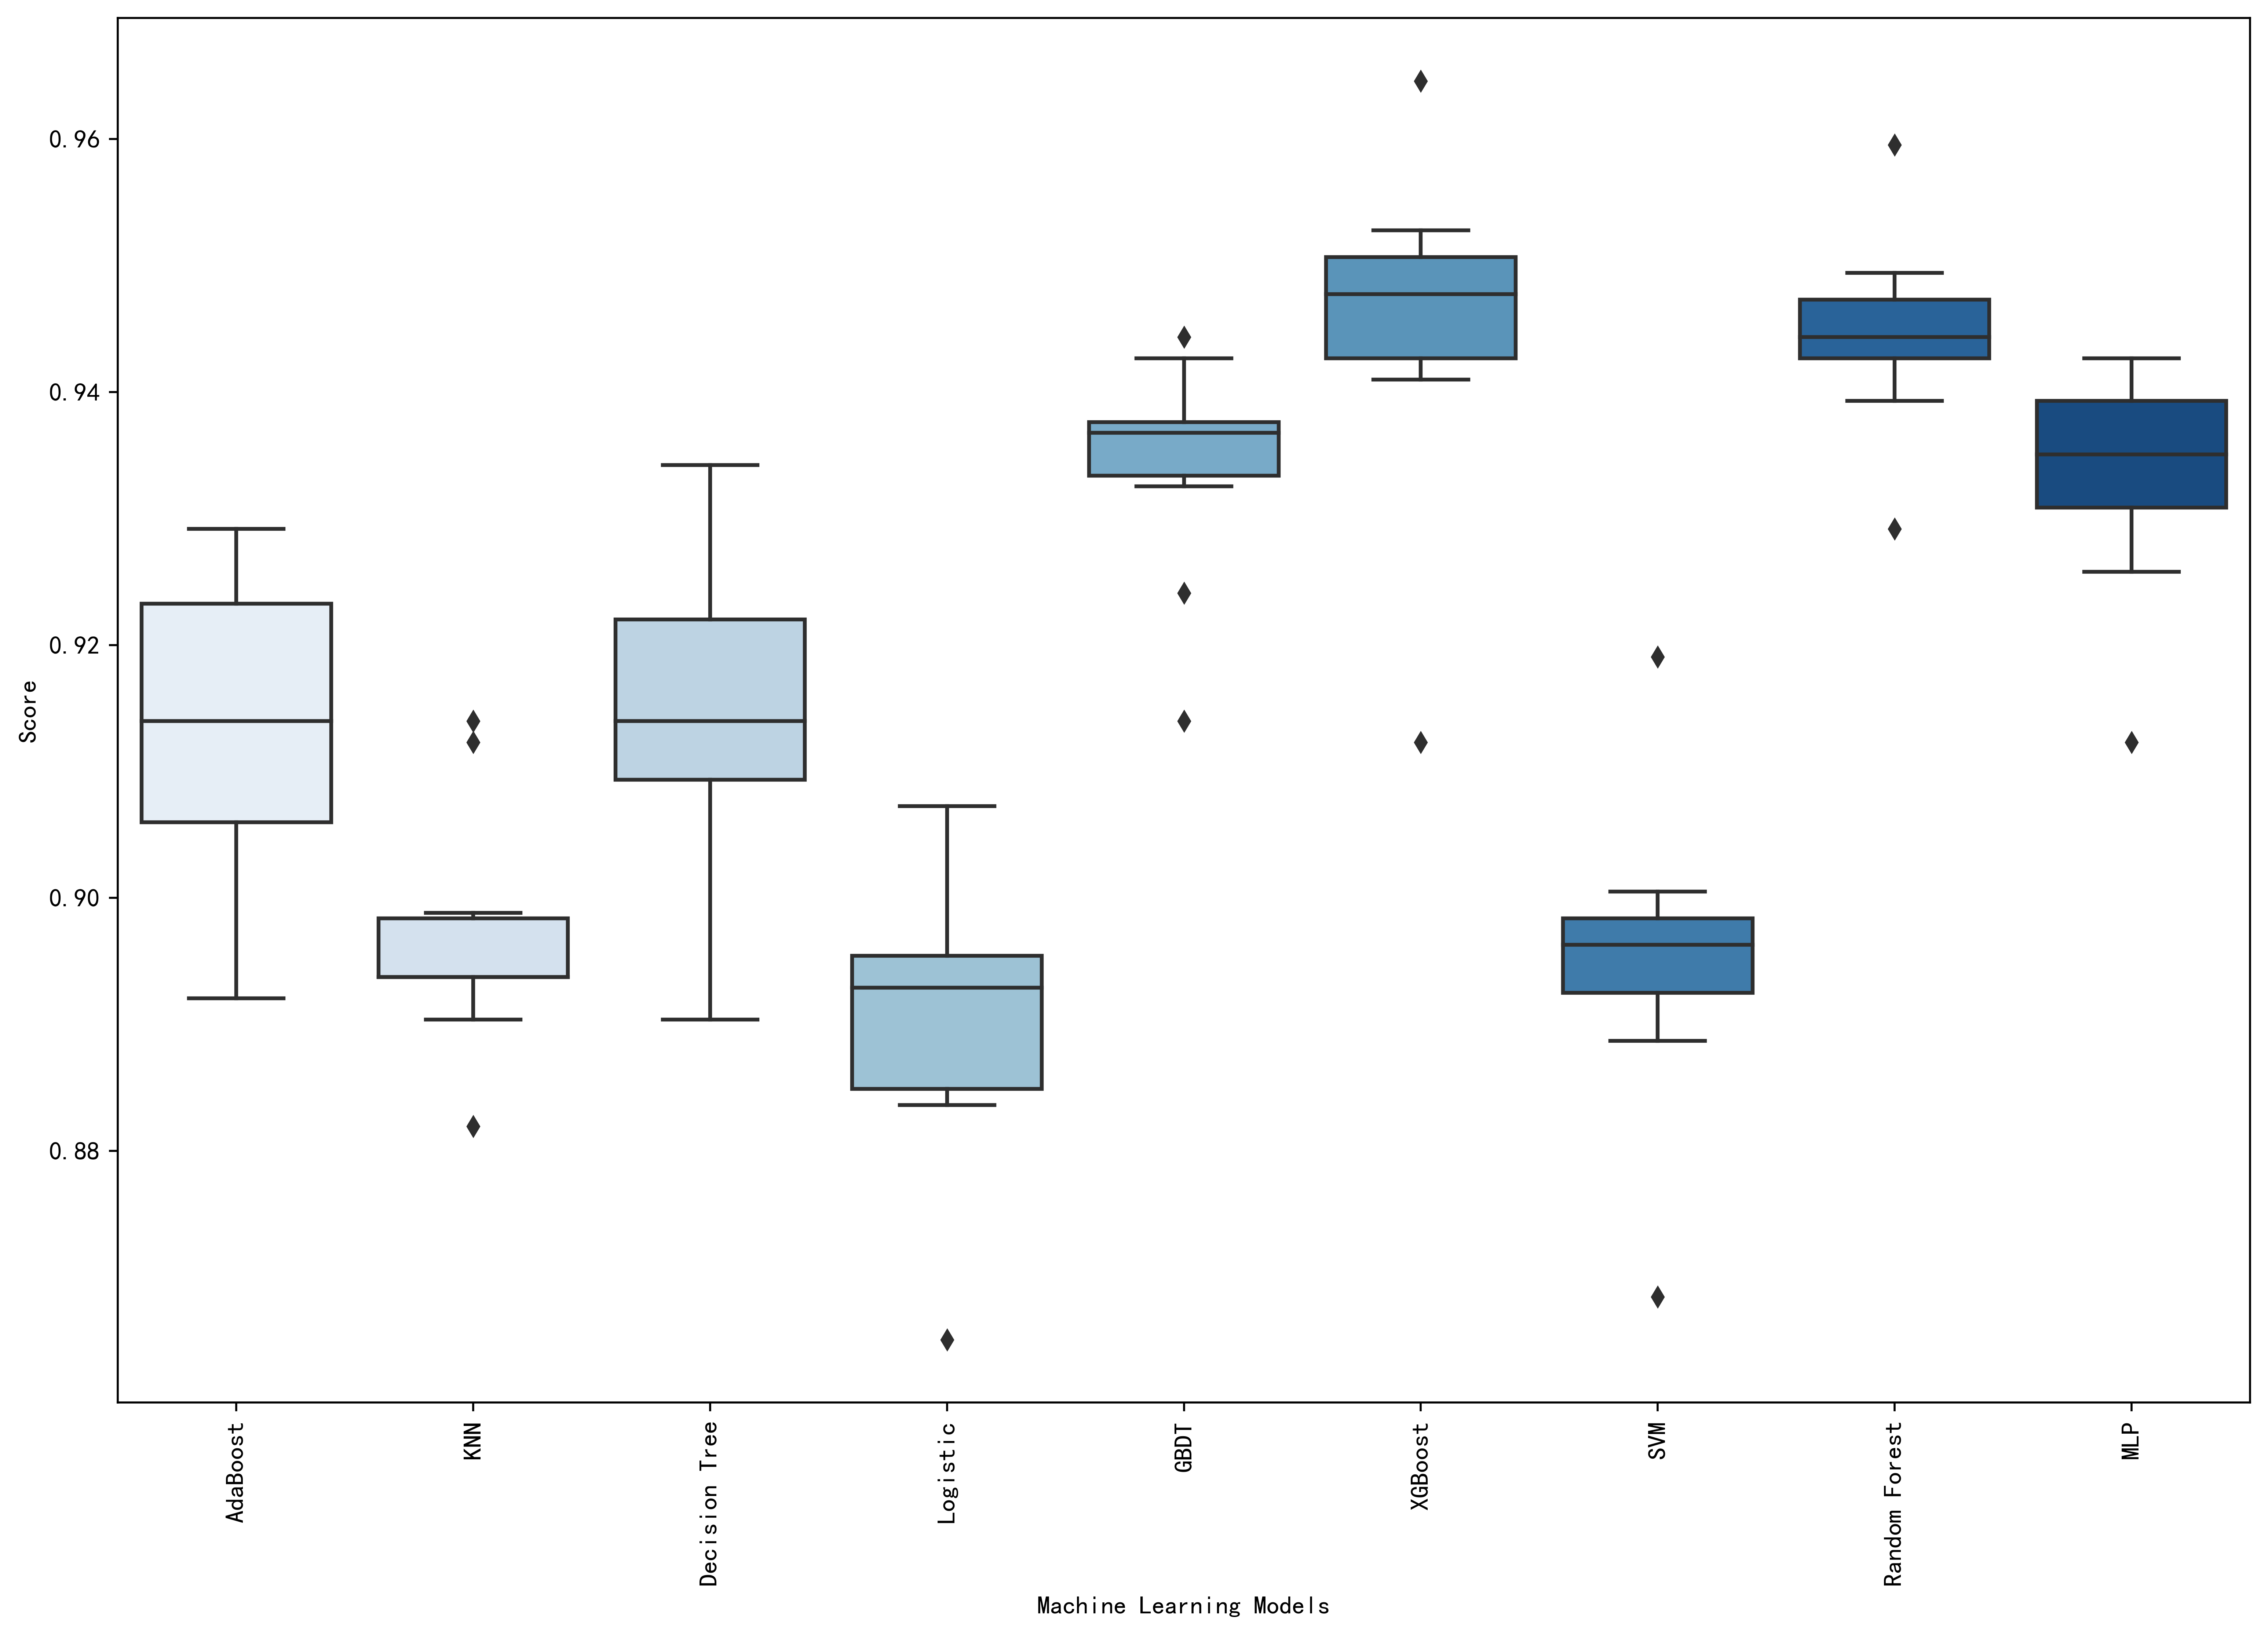 0.96
0.94
0.92
0.90
0.88
Score
AdaBoost
KNN
Decision Tree
Logistic
GBDT
XGBoost
SVM
Random Forest
MLP
Machine Learning Models